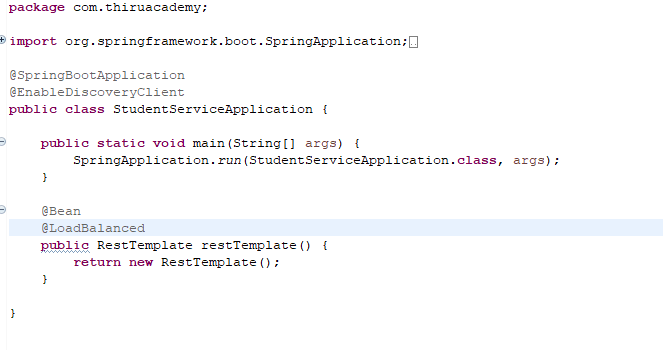 package com.thiruacademy;
import org.springframework.boot.SpringApplication;
@SpringBootApplication
@EnableDiscoveryClient
public class StudentServiceApplication {
public static void main(String[] args) {
SpringApplication.run(StudentServiceApplication.class, args);
}
@Bean
@LoadBalanced
public RestTemplate restTemplate() {
return new RestTemplate();
}
}